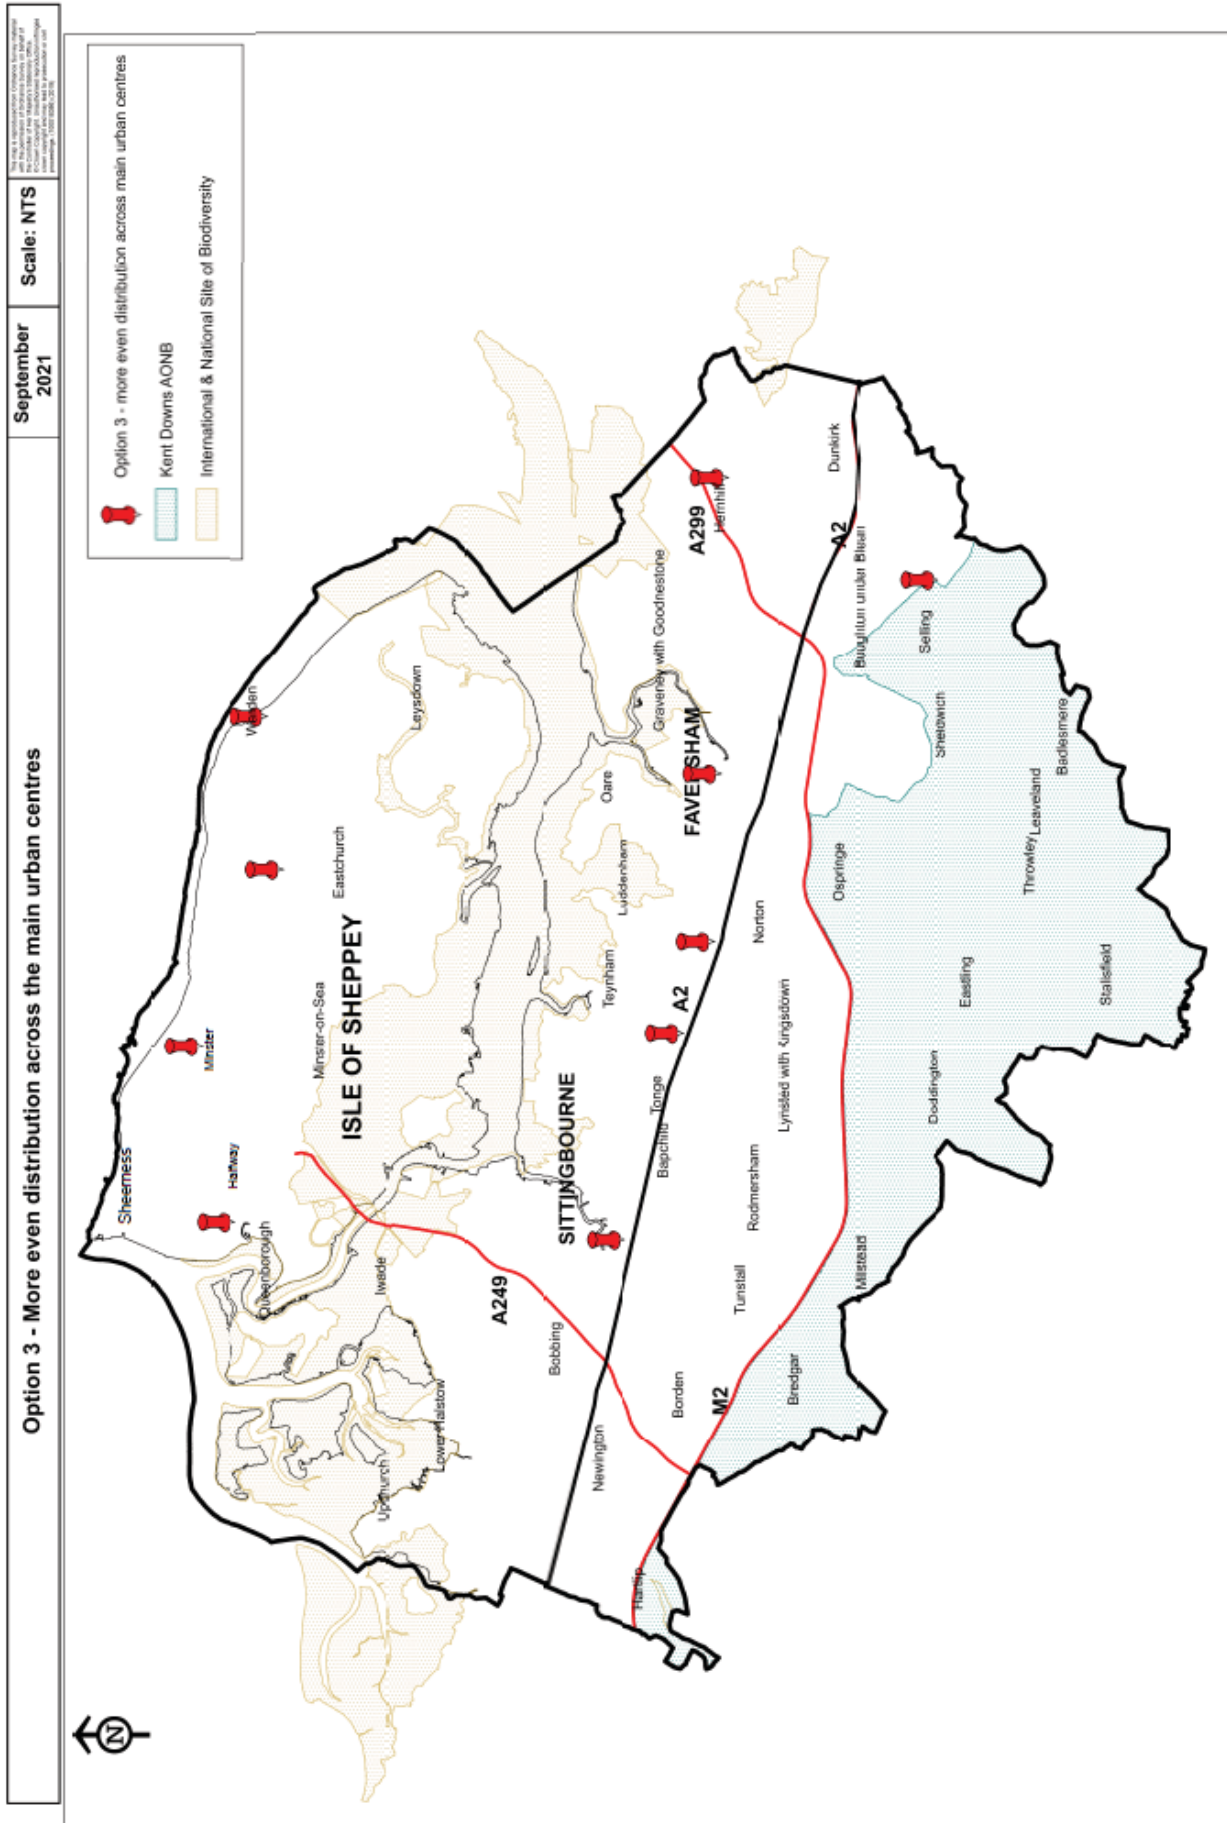 Option 3 - More even distribution across the main urban centres
September
2021
Scale: NTS
Option 3 - more even distribution across main urban centres
Kent Downs AONB
International & National Site of Biodiversity
N
Sheerness
Minster
Halfway
Queenborough
Minster-on-Sea
Eastchurch
Warden
Leysdown
ISLE OF SHEPPEY
Iwade
Upchurch
Lower Halstow
A249
Bobbing
SITTINGBOURNE
Newington
Teynham
Luddenham
Oare
Graveney with Goodnestone
FAVERSHAM
A299
Hernhill
Hartlip
Borden
M2
Bapchild
Tonge
A2
Tunstall
Rodmersham
Lynsted with Kingsdown
Norton
Bredgar
Milstead
Ospringe
Boughton under Blean
A2
Dunkirk
Selling
Sheldwich
Doddington
Eastling
Throwley
Leaveland
Badlesmere
Stalisfield